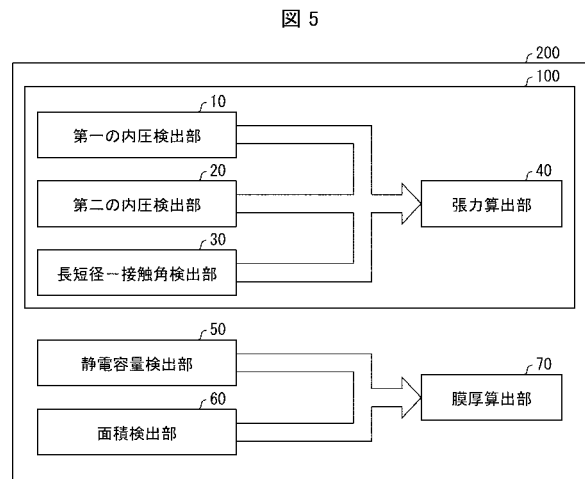 図 5
200
100
10
第一の内圧検出部
20
第二の内圧検出部
30
長短径－接触角検出部
40
張力算出部
50
静電容量検出部
60
面積検出部
70
膜厚算出部